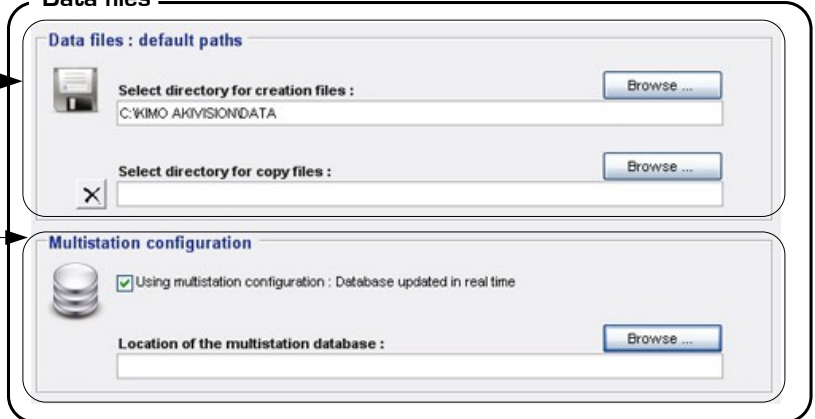 Data files
Data files : default paths
Select directory for creation files :
Browse ...
C:\KIMO AKIVISION\DATA
Select directory for copy files :
Browse ...
Multistation configuration
Using multistation configuration : Database updated in real time
Location of the multistation database :
Browse ...